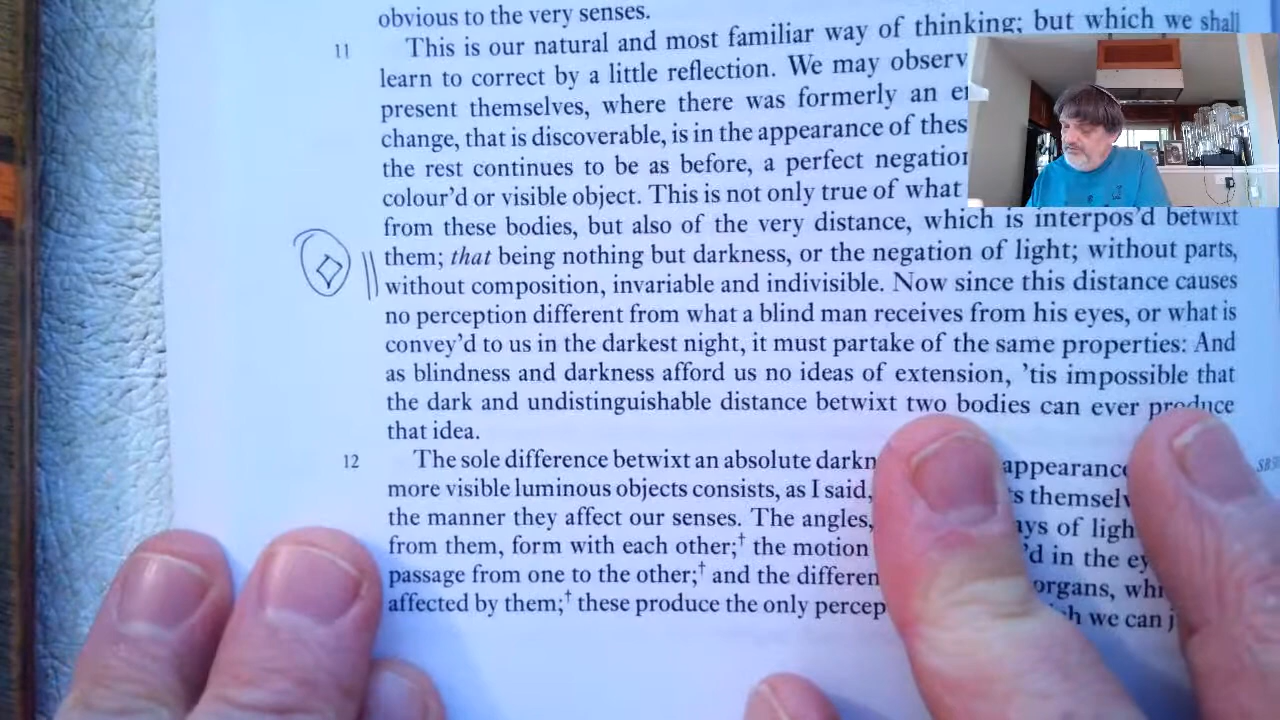 obvious to the very senses.
11 This is our natural and most familiar way of thinking; but which we shall
learn to correct by a little reflection. We may observ
present themselves, where there was formerly an e
change, that is discoverable, is in the appearance of thes
the rest continues to be as before, a perfect negation
colour'd or visible object. This is not only true of what
from these bodies, but also of the very distance, which is interpos'd betwixt
them; that being nothing but darkness, or the negation of light; without parts,
without composition, invariable and indivisible. Now since this distance causes
no perception different from what a blind man receives from his eyes, or what is
convey'd to us in the darkest night, it must partake of the same properties: And
as blindness and darkness afford us no ideas of extension, 'tis impossible that
the dark and undistinguishable distance betwixt two bodies can ever produce
that idea.
12 The sole difference betwixt an absolute darkn appearance
more visible luminous objects consists, as I said, s themselv
the manner they affect our senses. The angles, ays of ligh
from them, form with each other;† the motion 'd in the ey
passage from one to the other;† and the differen organs, whi
affected by them;† these produce the only percep h we can j